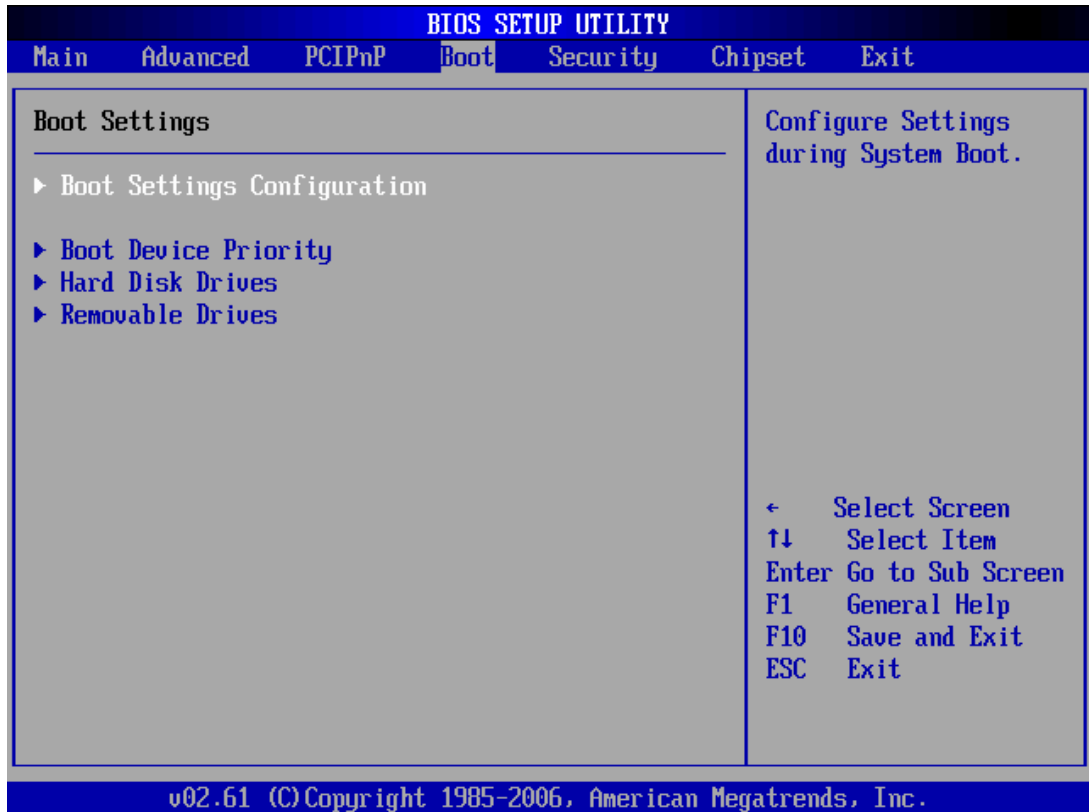 BIOS SETUP UTILITY
Main Advanced PCIPnP Boot Security Chipset Exit
Boot Settings
▶ Boot Settings Configuration
▶ Boot Device Priority
▶ Hard Disk Drives
▶ Removable Drives
Configure Settings
during System Boot.
← Select Screen
↑↓ Select Item
Enter Go to Sub Screen
F1 General Help
F10 Save and Exit
ESC Exit
v02.61 (C)Copyright 1985-2006, American Megatrends, Inc.